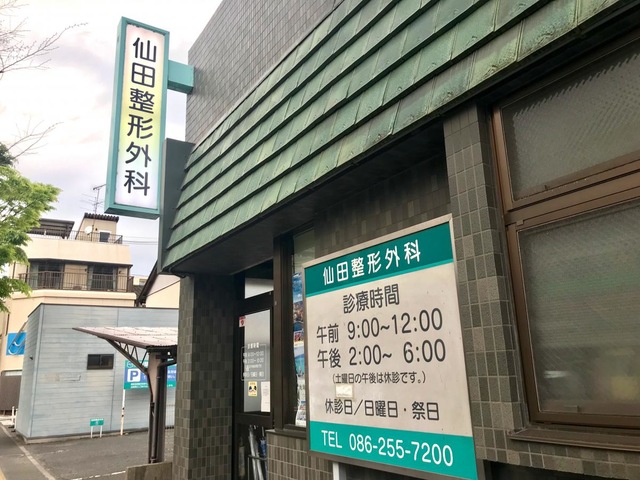 仙田整形外科
仙田整形外科
診療時間
午前 9:00~12:00
午後 2:00~ 6:00
(土曜日の午後は休診です。)
休診日/日曜日・祭日
TEL 086-255-7200
P